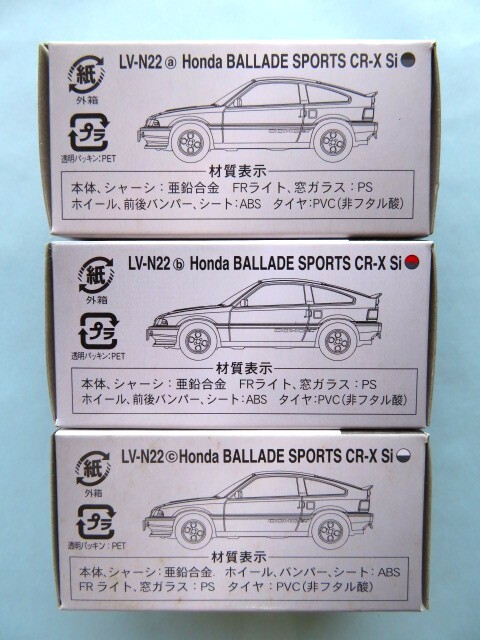 LV-N22 ⓐ Honda BALLADE SPORTS CR-X Si
紙
外箱
プラ
透明パッキン:PET
材質表示
本体、シャーシ:亜鉛合金 FRライト、窓ガラス:PS
ホイール、前後バンパー、シート:ABS タイヤ:PVC(非フタル酸)
LV-N22 ⓑ Honda BALLADE SPORTS CR-X Si
紙
外箱
プラ
透明パッキン:PET
材質表示
本体、シャーシ:亜鉛合金 FRライト、窓ガラス:PS
ホイール、前後バンパー、シート:ABS タイヤ:PVC(非フタル酸)
LV-N22 ⓒ Honda BALLADE SPORTS CR-X Si
紙
外箱
プラ
透明パッキン:PET
材質表示
本体、シャーシ:亜鉛合金 ホイール、バンパー、シート:ABS
FRライト、窓ガラス:PS タイヤ:PVC(非フタル酸)